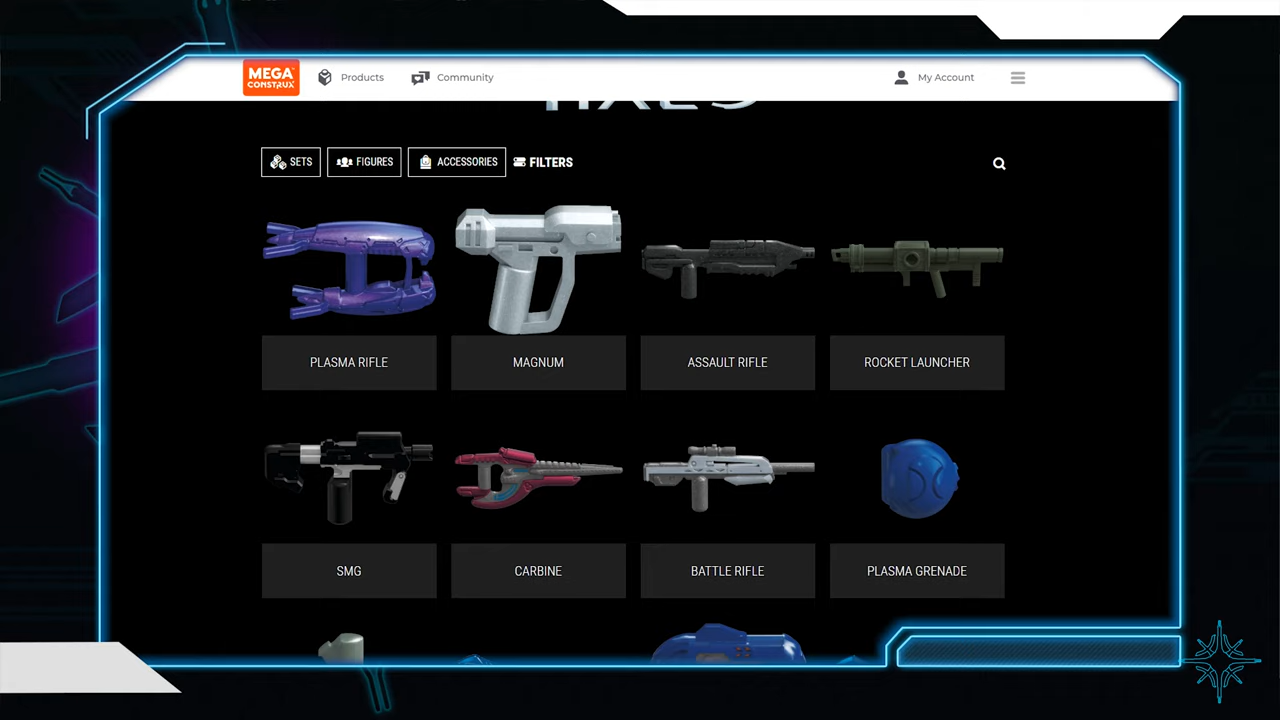 MEGA
CONSTRUX
Products
Community
My Account
SETS
FIGURES
ACCESSORIES
FILTERS
PLASMA RIFLE
MAGNUM
ASSAULT RIFLE
ROCKET LAUNCHER
SMG
CARBINE
BATTLE RIFLE
PLASMA GRENADE